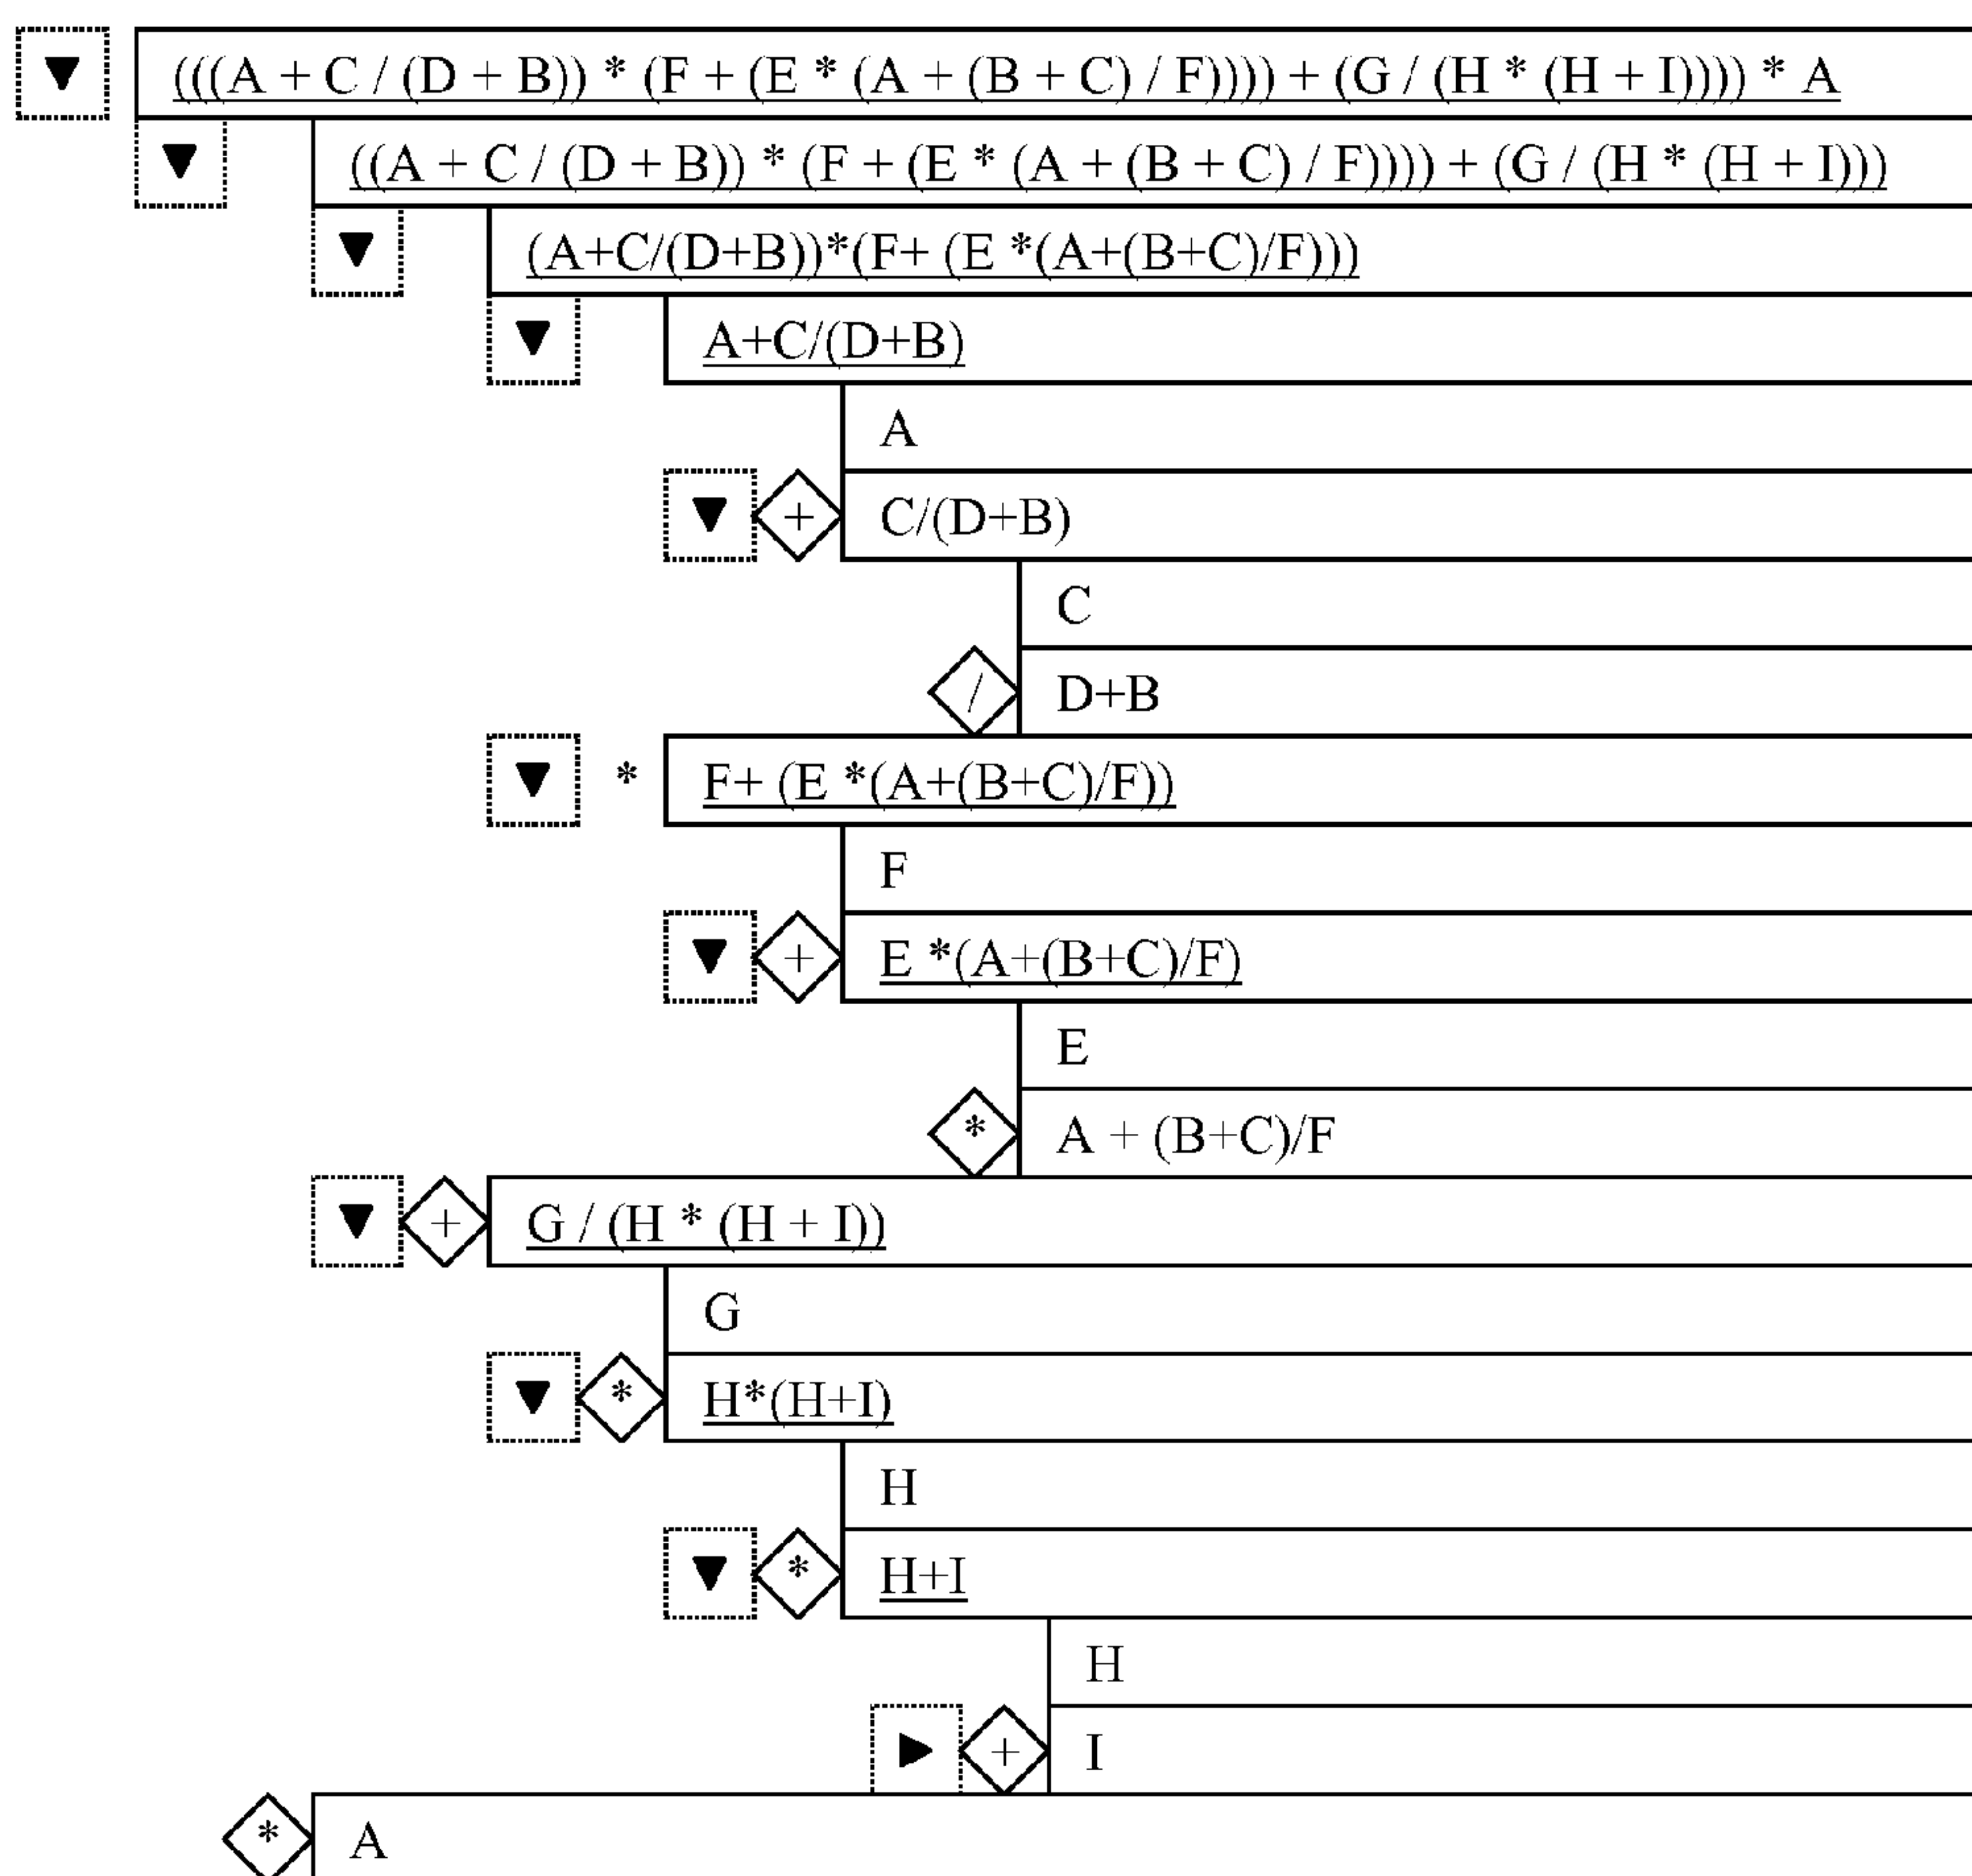 (((A + C / (D + B)) * (F + (E * (A + (B + C) / F)))) + (G / (H * (H + I)))) * A
((A + C / (D + B)) * (F + (E * (A + (B + C) / F)))) + (G / (H * (H + I)))
(A+C/(D+B))*(F+ (E *(A+(B+C)/F)))
A+C/(D+B)
A
+ C/(D+B)
C
/ D+B
* F+ (E *(A+(B+C)/F))
F
+ E *(A+(B+C)/F)
E
* A + (B+C)/F
+ G / (H * (H + I))
G
* H*(H+I)
H
* H+I
H
+ I
* A